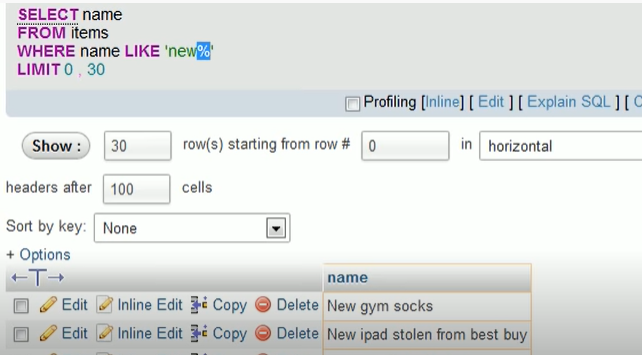 SELECT name
FROM items
WHERE name LIKE 'new%'
LIMIT 0 , 30
Profiling [Inline] [ Edit ] [ Explain SQL ] [
Show : 30 row(s) starting from row # 0 in horizontal
headers after 100 cells
Sort by key: None
+ Options
←T→ name
Edit Inline Edit Copy Delete New gym socks
Edit Inline Edit Copy Delete New ipad stolen from best buy